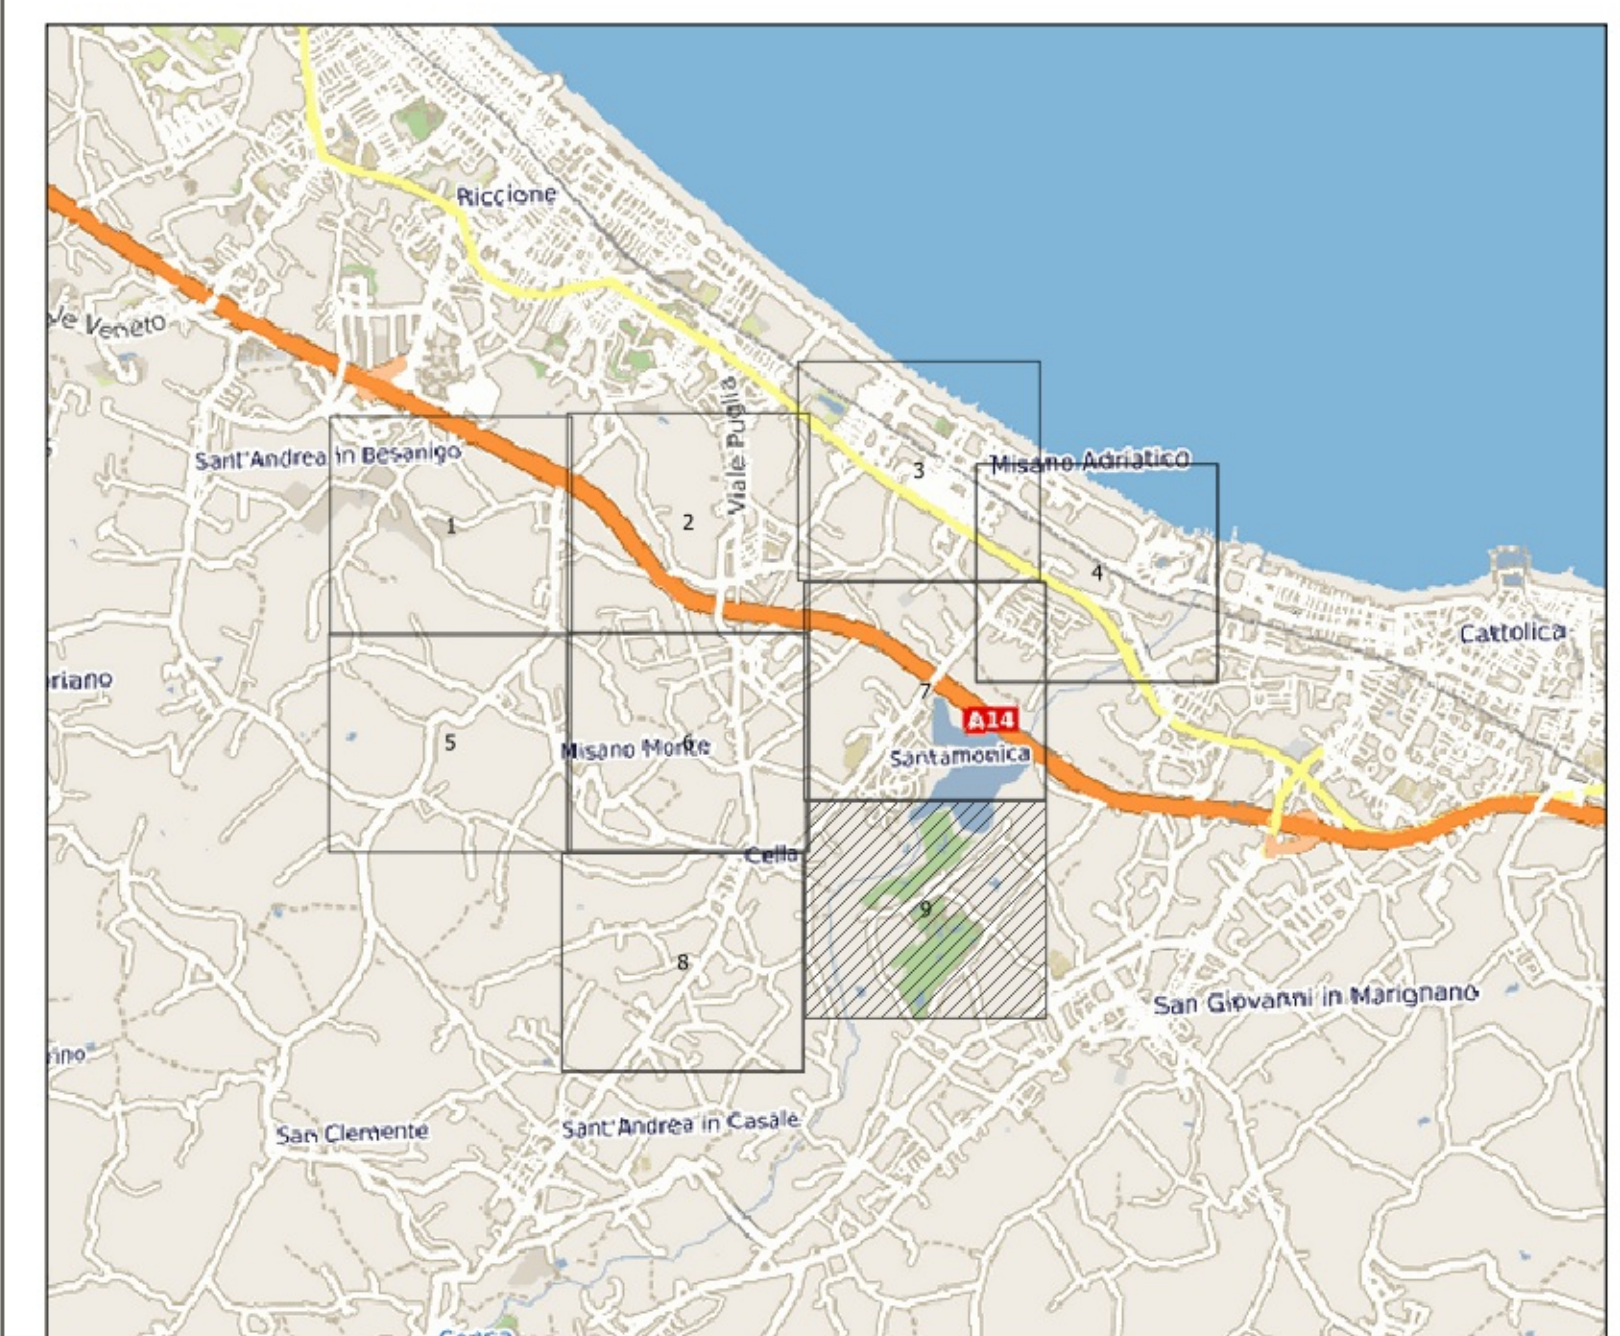 Riccione
Viale Puglia
Sant'Andrea in Besanigo
Misano Adriatico
3
1
2
4
Cattolica
riano
7
A14
5
Misano Monte
6
Santamonica
Cella
9
8
San Giovanni in Marignano
San Clemente
Sant'Andrea in Casale